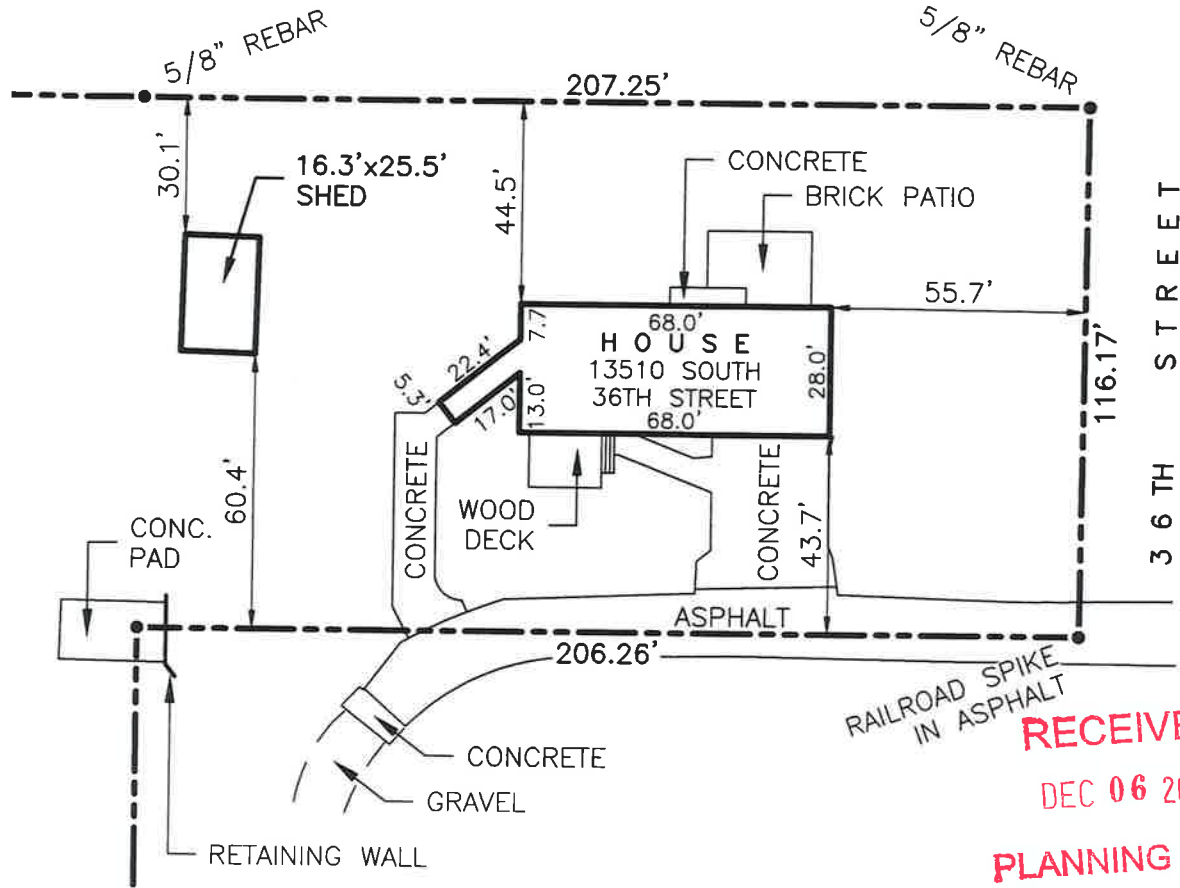 5/8" REBAR
5/8" REBAR
207.25'
30.1'
16.3'x25.5'
SHED
44.5'
CONCRETE
BRICK PATIO
55.7'
36TH STREET
116.17'
7.7
68.0'
HOUSE
13510 SOUTH
36TH STREET
68.0'
28.0'
22.4'
5.3'
17.0'
13.0'
60.4'
CONC.
PAD
CONCRETE
WOOD
DECK
CONCRETE
43.7'
ASPHALT
206.26'
RAILROAD SPIKE
IN ASPHALT
CONCRETE
GRAVEL
RETAINING WALL
DEC 06
PLANNING